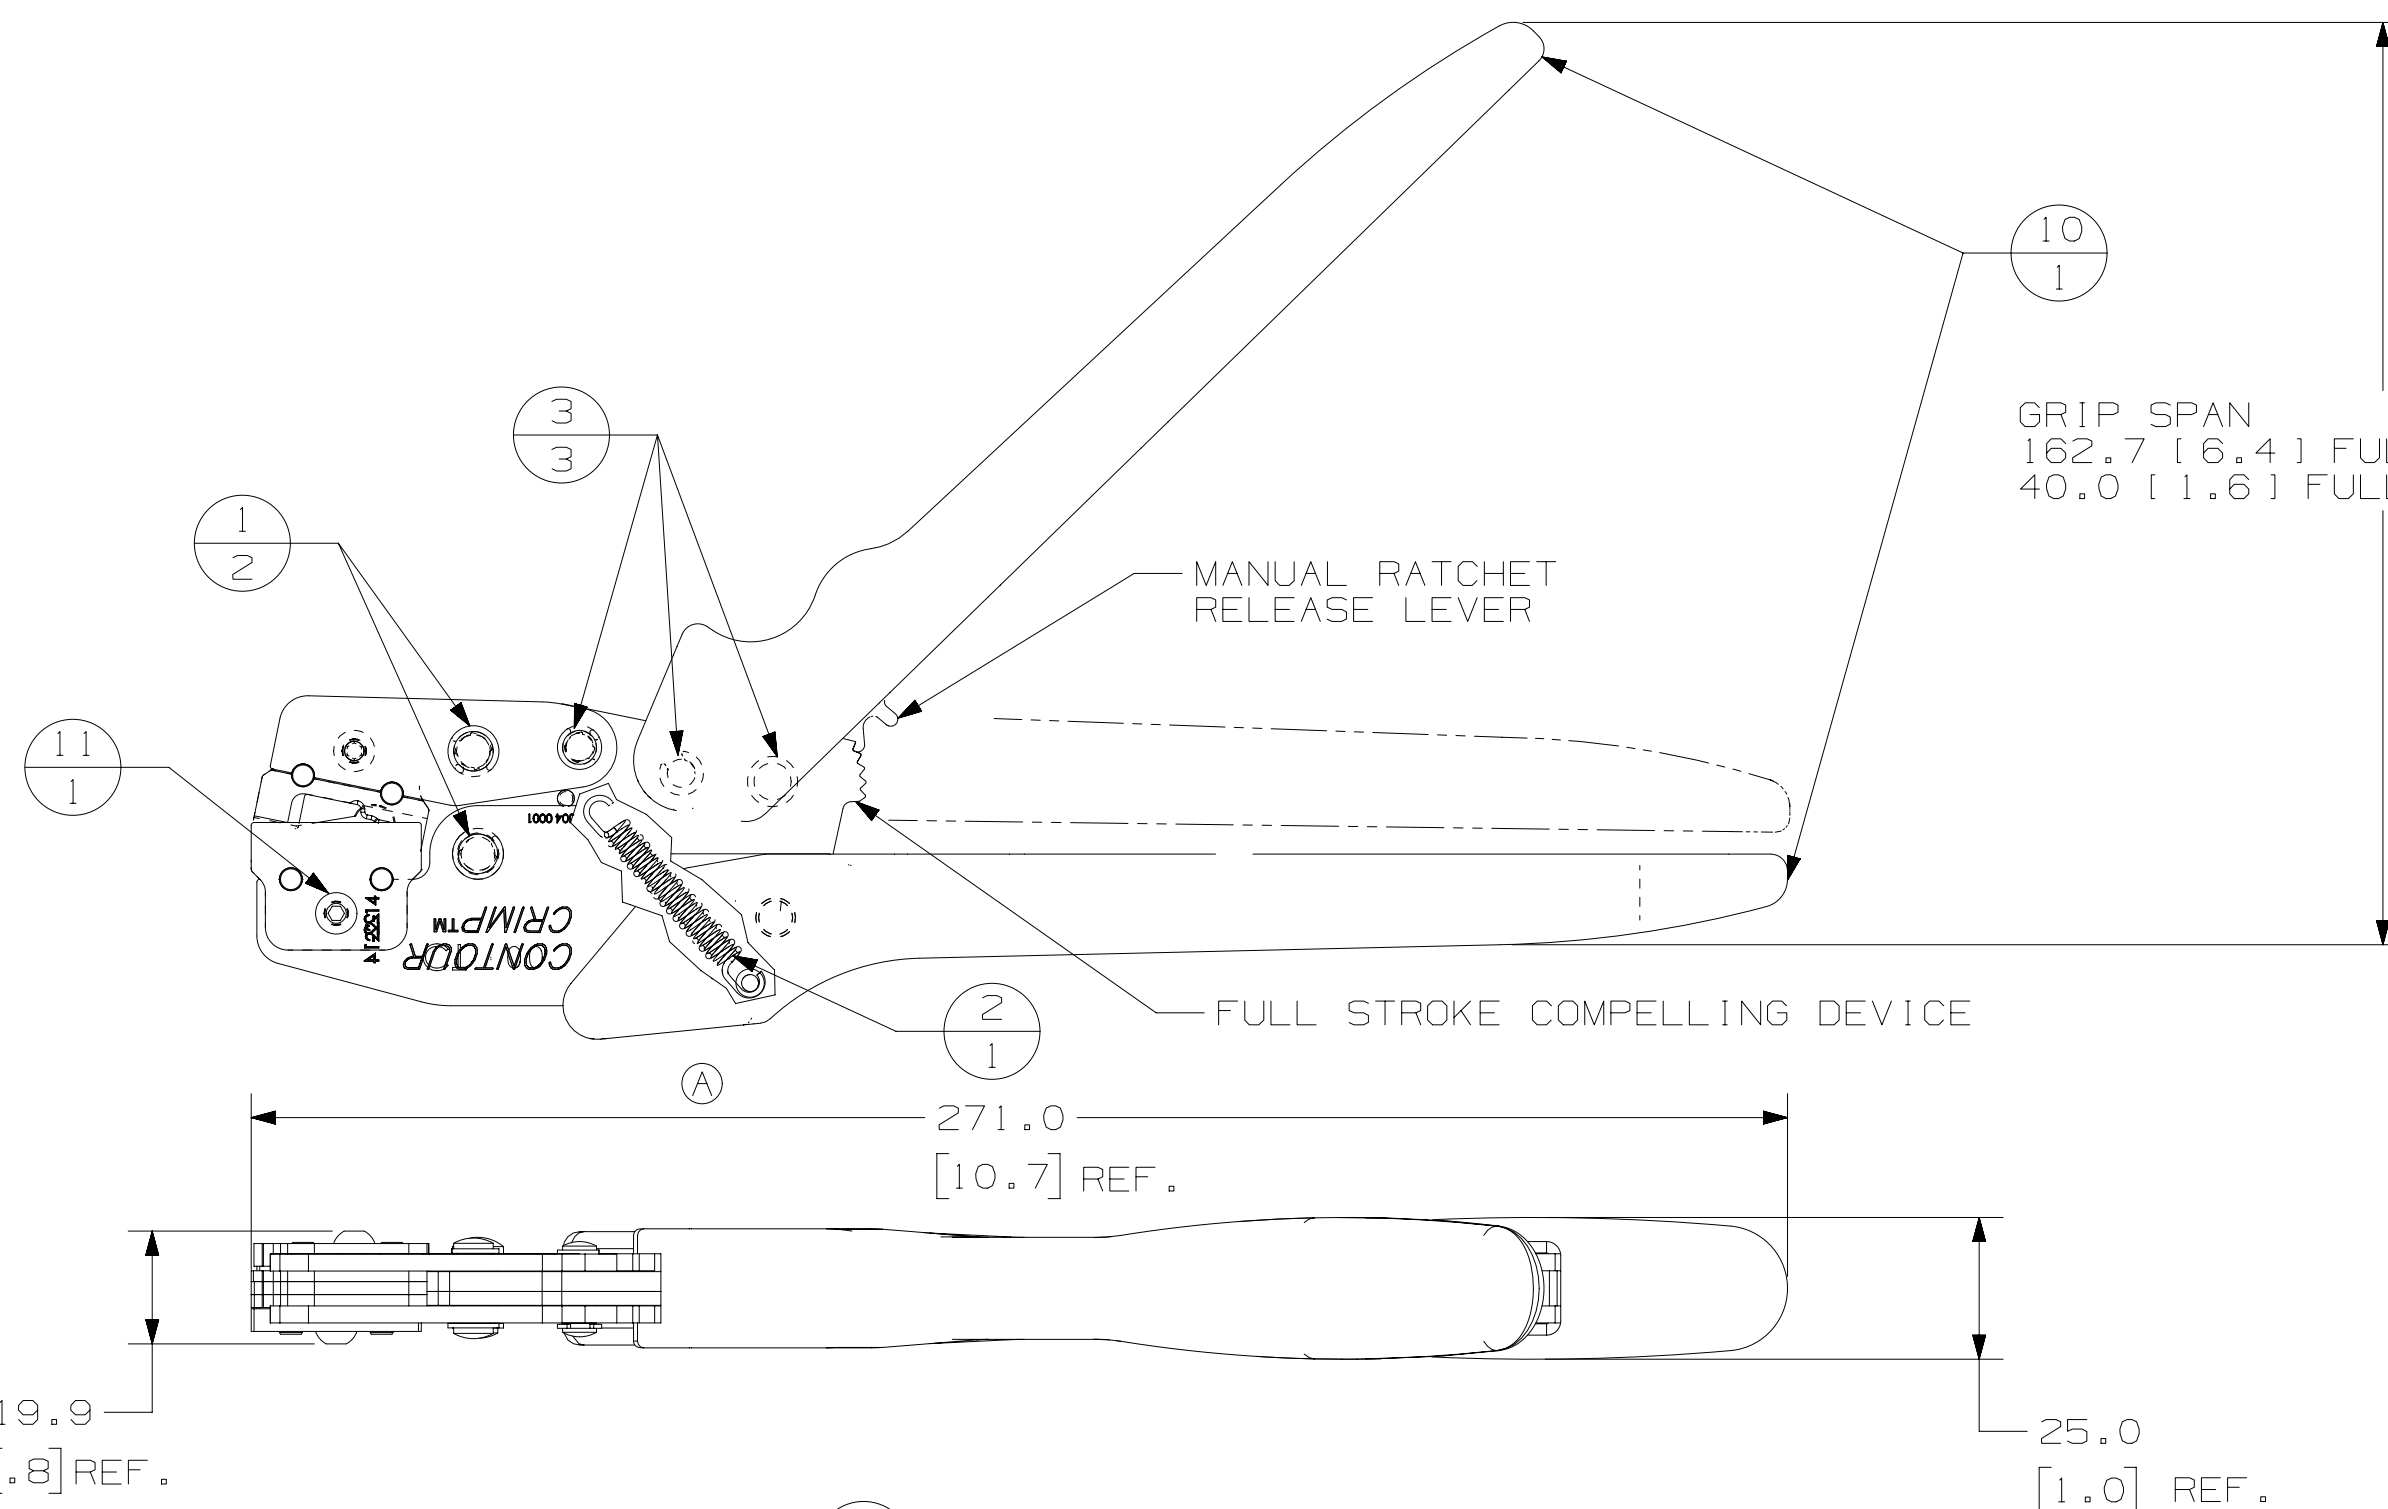 10
1
GRIP SPAN
162.7 [ 6.4 ] FUL
40.0 [ 1.6 ] FULL
3
3
1
2
MANUAL RATCHET
RELEASE LEVER
11
1
CONTOUR
CRIMP™
FULL STROKE COMPELLING DEVICE
2
1
A
271.0
[10.7] REF.
19.9
[.8] REF.
25.0
[1.0] REF.